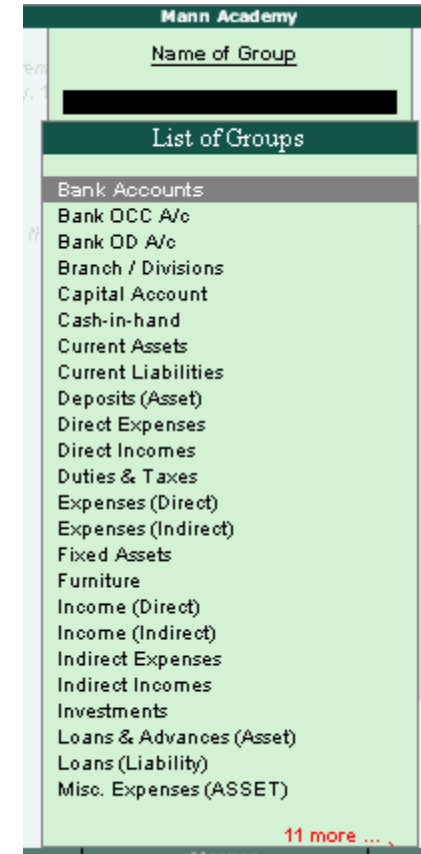 Mann Academy
Name of Group
List of Groups
Bank Accounts
Bank OCC A/c
Bank OD A/c
Branch / Divisions
Capital Account
Cash-in-hand
Current Assets
Current Liabilities
Deposits (Asset)
Direct Expenses
Direct Incomes
Duties & Taxes
Expenses (Direct)
Expenses (Indirect)
Fixed Assets
Furniture
Income (Direct)
Income (Indirect)
Indirect Expenses
Indirect Incomes
Investments
Loans & Advances (Asset)
Loans (Liability)
Misc. Expenses (ASSET)
11 more ...